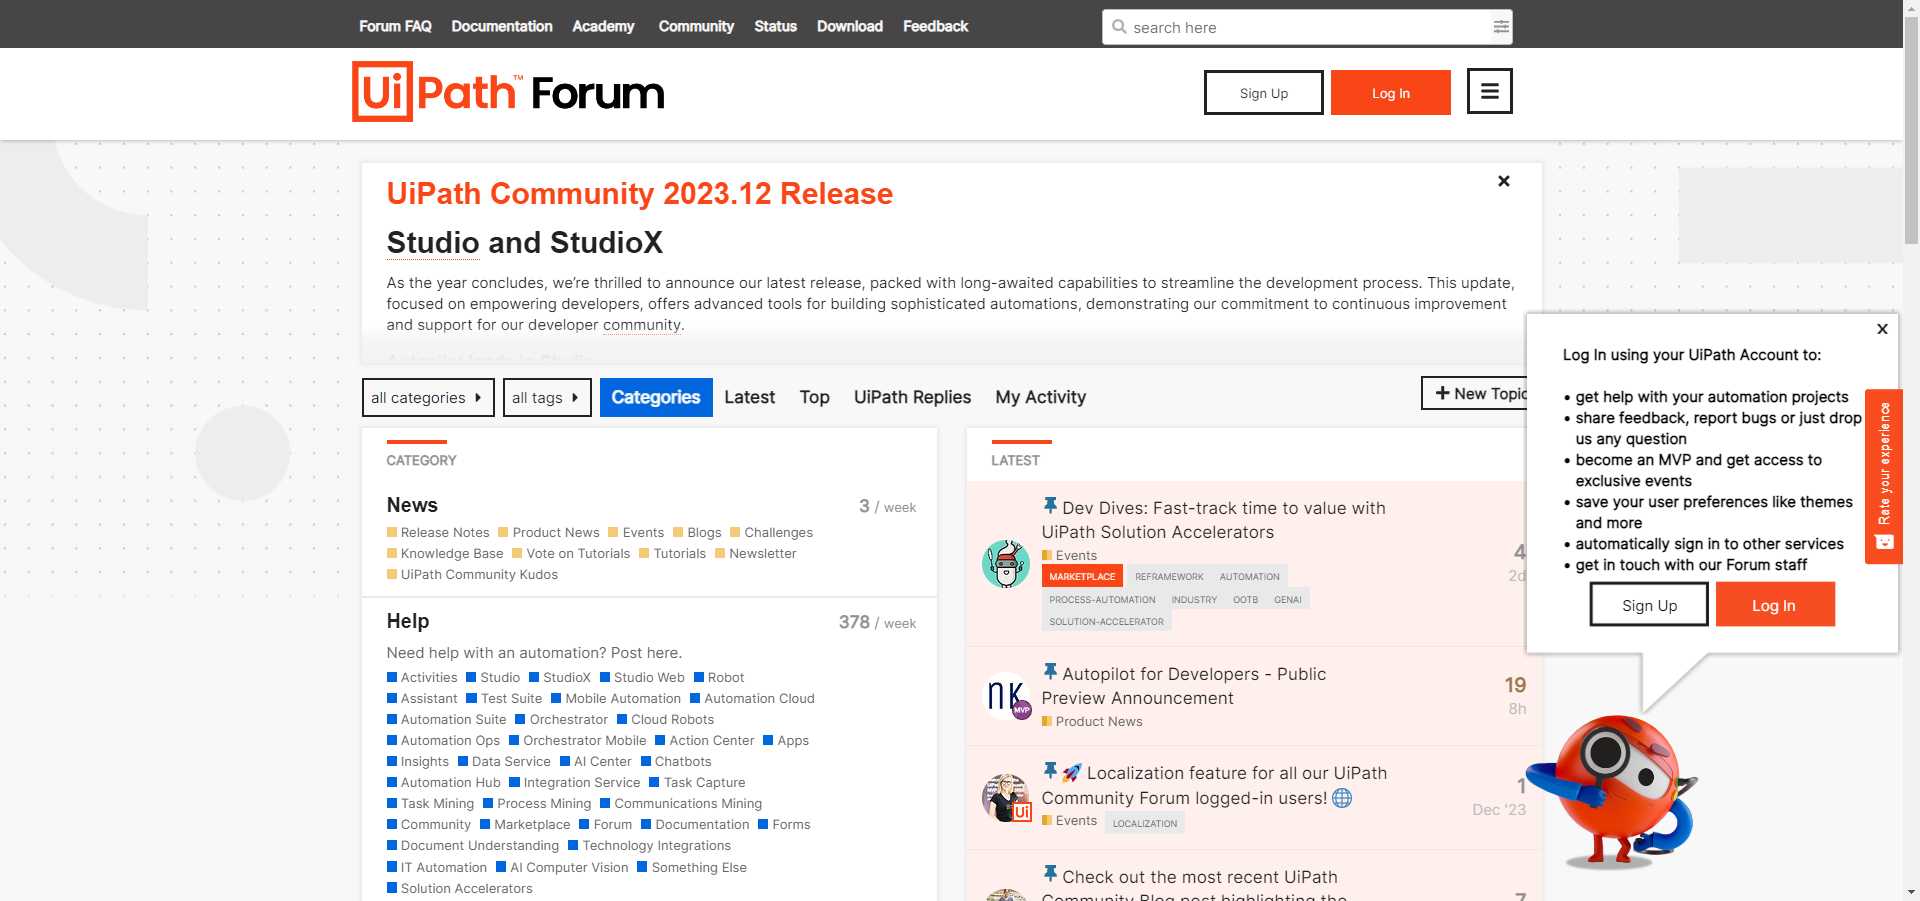 Forum FAQ Documentation Academy Community Status Download Feedback
search here
UiPath™ Forum
Sign Up Log In
UiPath Community 2023.12 Release
Studio and StudioX
As the year concludes, we're thrilled to announce our latest release, packed with long-awaited capabilities to streamline the development process. This update,
focused on empowering developers, offers advanced tools for building sophisticated automations, demonstrating our commitment to continuous improvement
and support for our developer community.
all categories all tags Categories Latest Top UiPath Replies My Activity New Topic
CATEGORY
News 3 / week
Release Notes Product News Events Blogs Challenges
Knowledge Base Vote on Tutorials Tutorials Newsletter
UiPath Community Kudos
Help 378 / week
Need help with an automation? Post here.
Activities Studio StudioX Studio Web Robot
Assistant Test Suite Mobile Automation Automation Cloud
Automation Suite Orchestrator Cloud Robots
Automation Ops Orchestrator Mobile Action Center Apps
Insights Data Service AI Center Chatbots
Automation Hub Integration Service Task Capture
Task Mining Process Mining Communications Mining
Community Marketplace Forum Documentation Forms
Document Understanding Technology Integrations
IT Automation AI Computer Vision Something Else
Solution Accelerators
LATEST
Dev Dives: Fast-track time to value with
UiPath Solution Accelerators
Events
4
2d
MARKETPLACE REFRAMEWORK AUTOMATION
PROCESS-AUTOMATION INDUSTRY OOTB GENAI
SOLUTION-ACCELERATOR
nk MVP
Autopilot for Developers - Public
Preview Announcement
Product News
19
8h
Ui
Localization feature for all our UiPath
Community Forum logged-in users!
Events LOCALIZATION
1
Dec '23
Check out the most recent UiPath
Community Blog post highlighting the
7
X
Log In using your UiPath Account to:
• get help with your automation projects
• share feedback, report bugs or just drop
us any question
• become an MVP and get access to
exclusive events
• save your user preferences like themes
and more
• automatically sign in to other services
• get in touch with our Forum staff
Sign Up Log In
Rate your experience